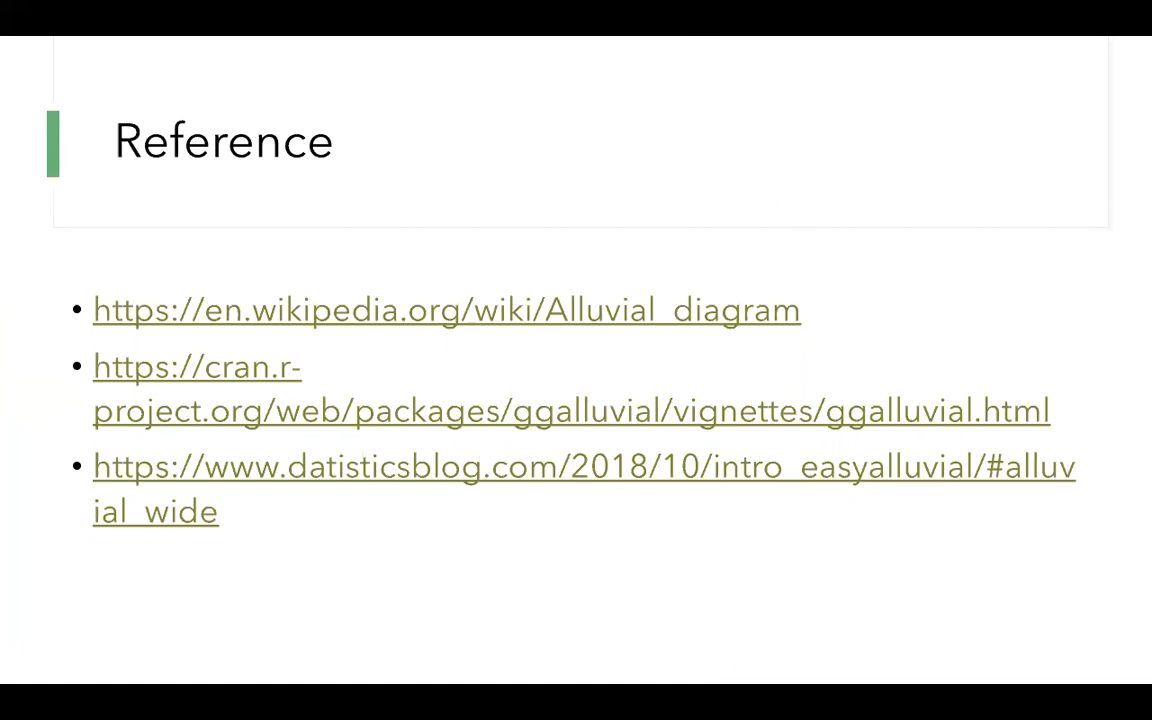 Reference
• https://en.wikipedia.org/wiki/Alluvial_diagram
• https://cran.r-
project.org/web/packages/ggalluvial/vignettes/ggalluvial.html
• https://www.datisticsblog.com/2018/10/intro_easyalluvial/#alluv
ial_wide